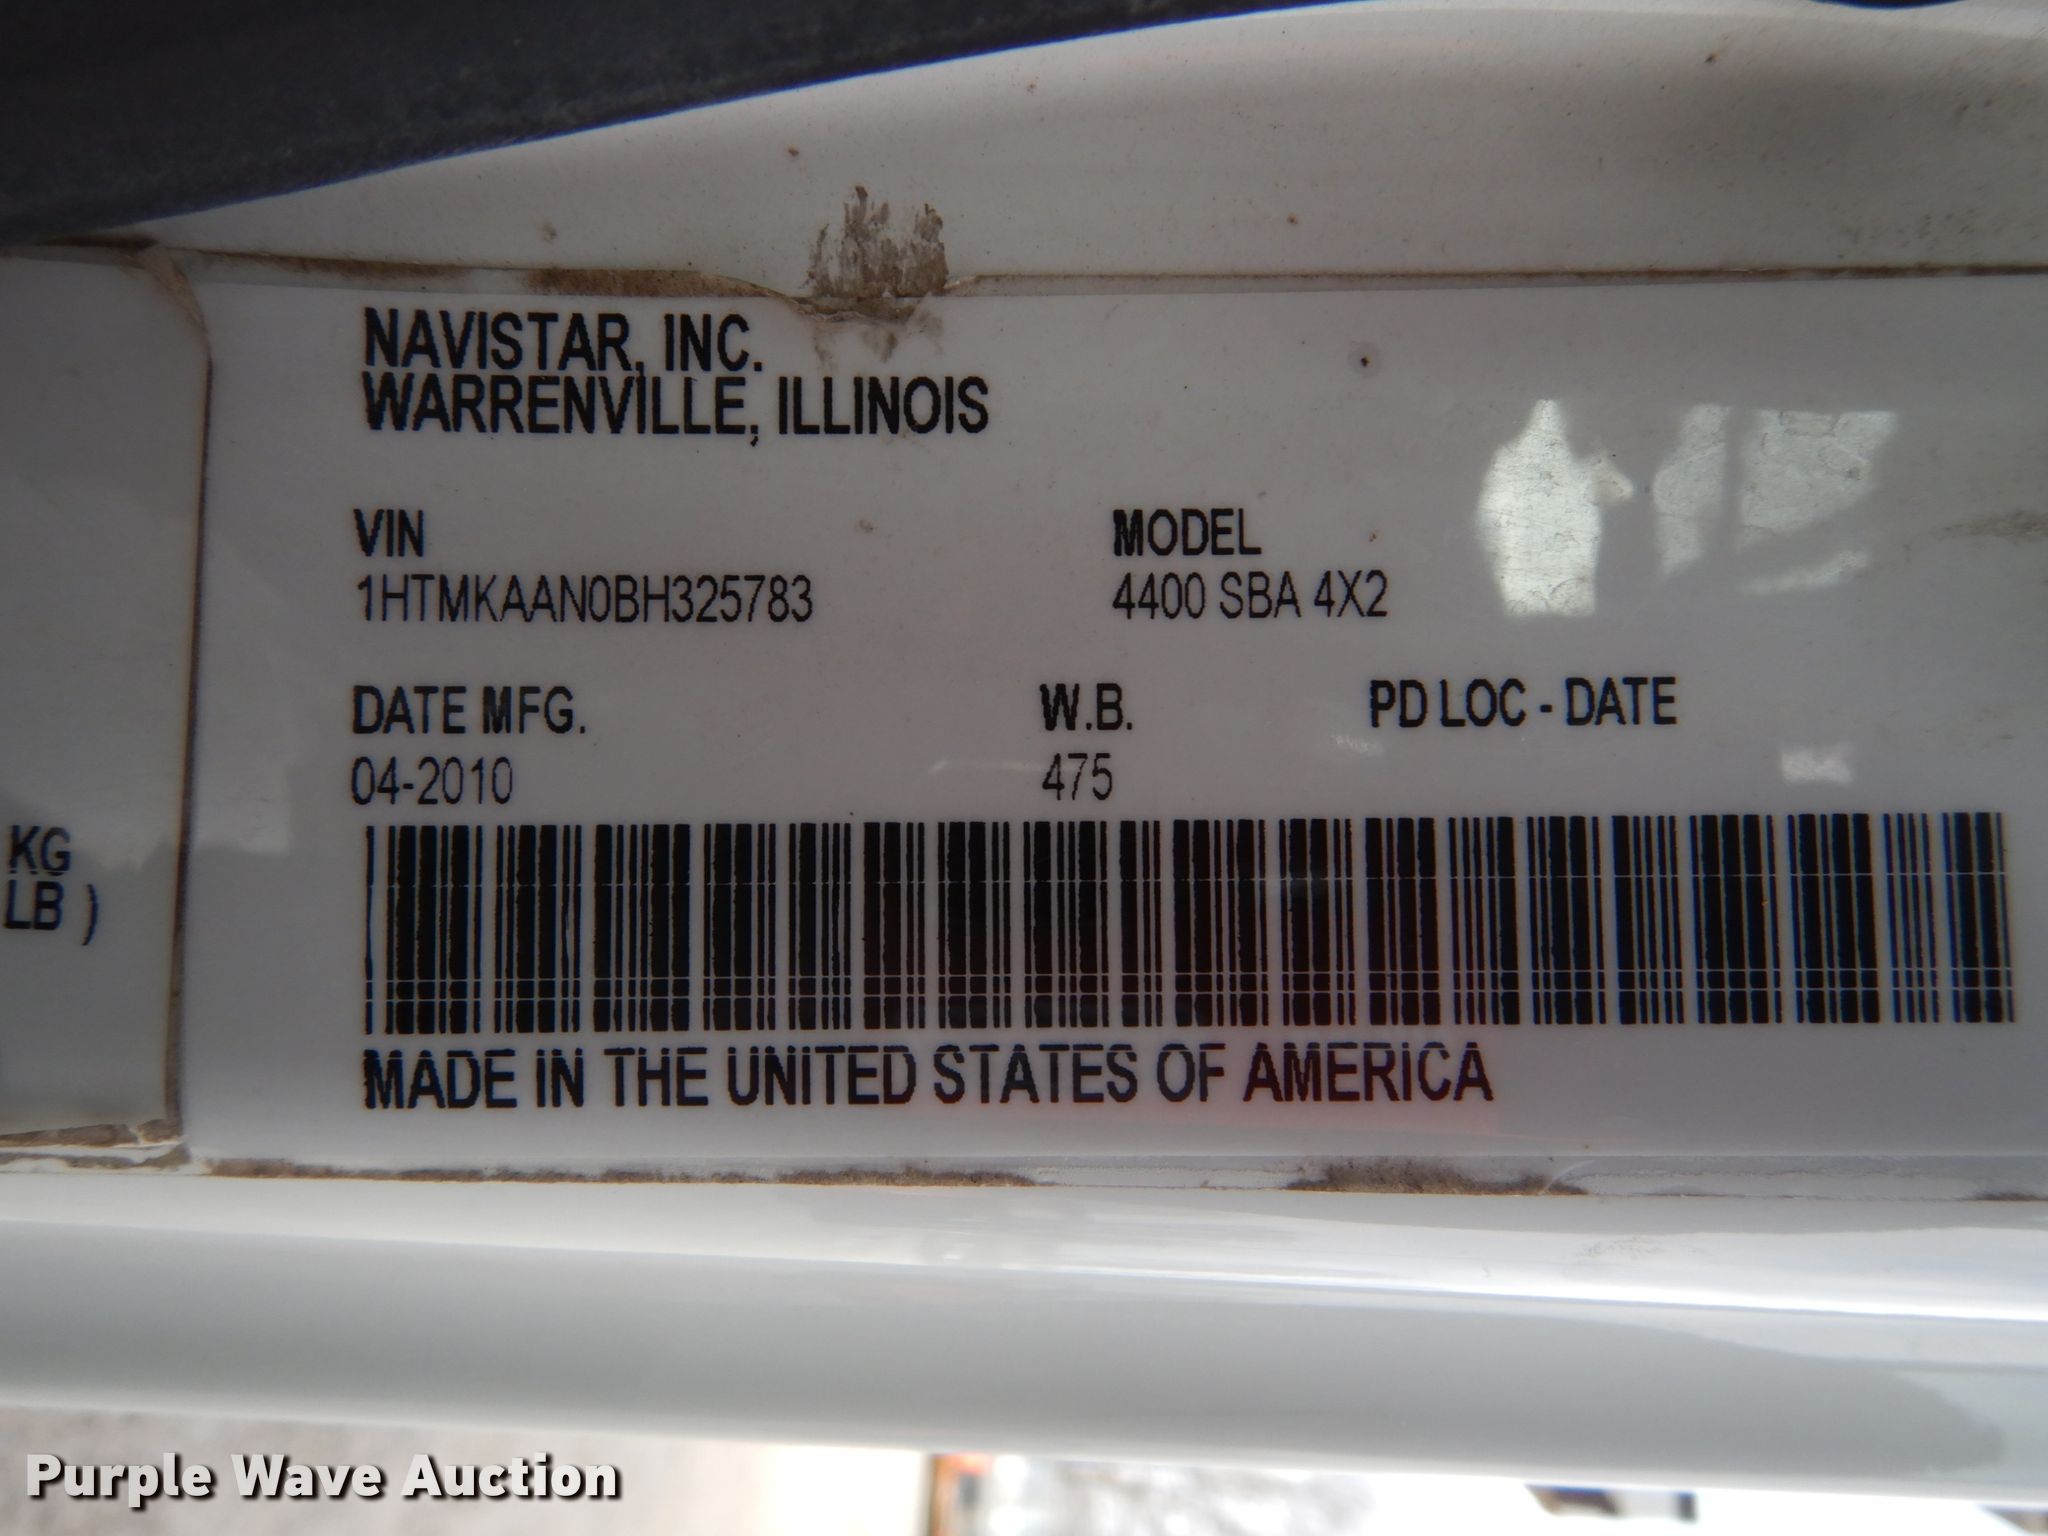 NAVISTAR, INC.
WARRENVILLE, ILLINOIS
VIN MODEL
1HTMKAAN0BH325783 4400 SBA 4X2
DATE MFG. W.B. PD LOC - DATE
04-2010 475
KG
LB )
MADE IN THE UNITED STATES OF AMERICA
Purple Wave Auction